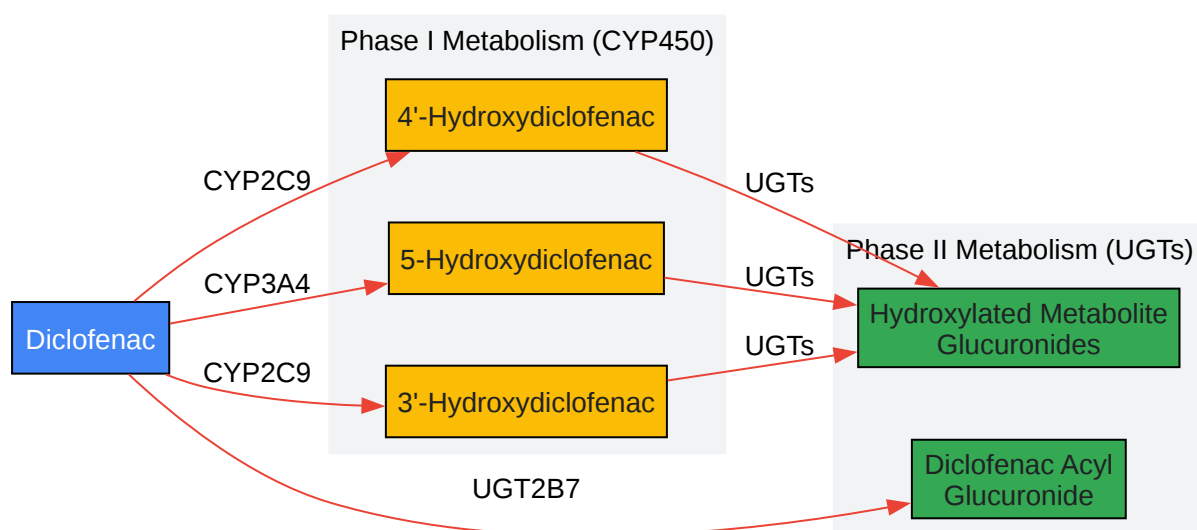 Phase I Metabolism (CYP450)
4'-Hydroxydiclofenac
CYP2C9
UGTs
5-Hydroxydiclofenac
Phase II Metabolism (UGTs)
CYP3A4
UGTs
Diclofenac
Hydroxylated Metabolite
Glucuronides
CYP2C9
UGTs
3'-Hydroxydiclofenac
UGT2B7
Diclofenac Acyl
Glucuronide